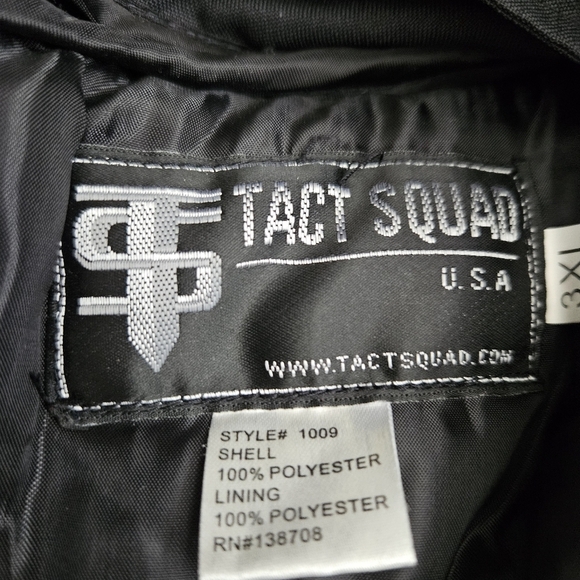 TACT SQUAD
U.S.A
WWW.TACTSQUAD.COM
3XL
STYLE# 1009
SHELL
100% POLYESTER
LINING
100% POLYESTER
RN#138708